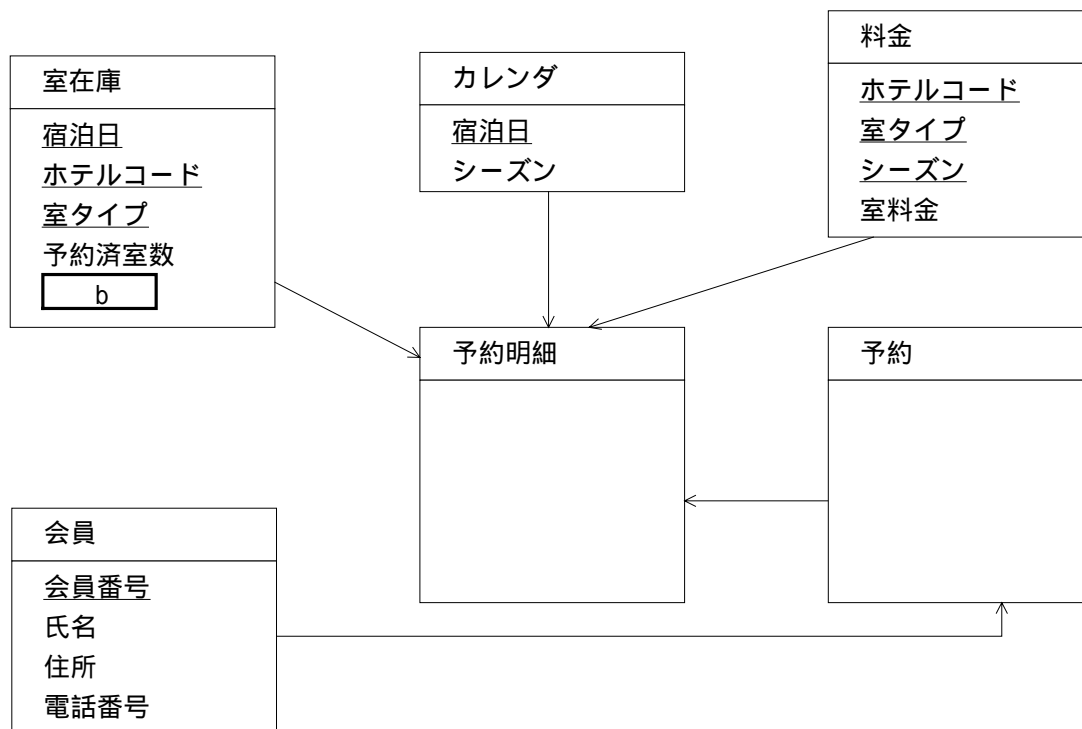 室在庫
宿泊日
ホテルコード
室タイプ
予約済室数
b
カレンダ
宿泊日
シーズン
料金
ホテルコード
室タイプ
シーズン
室料金
予約明細
予約
会員
会員番号
氏名
住所
電話番号